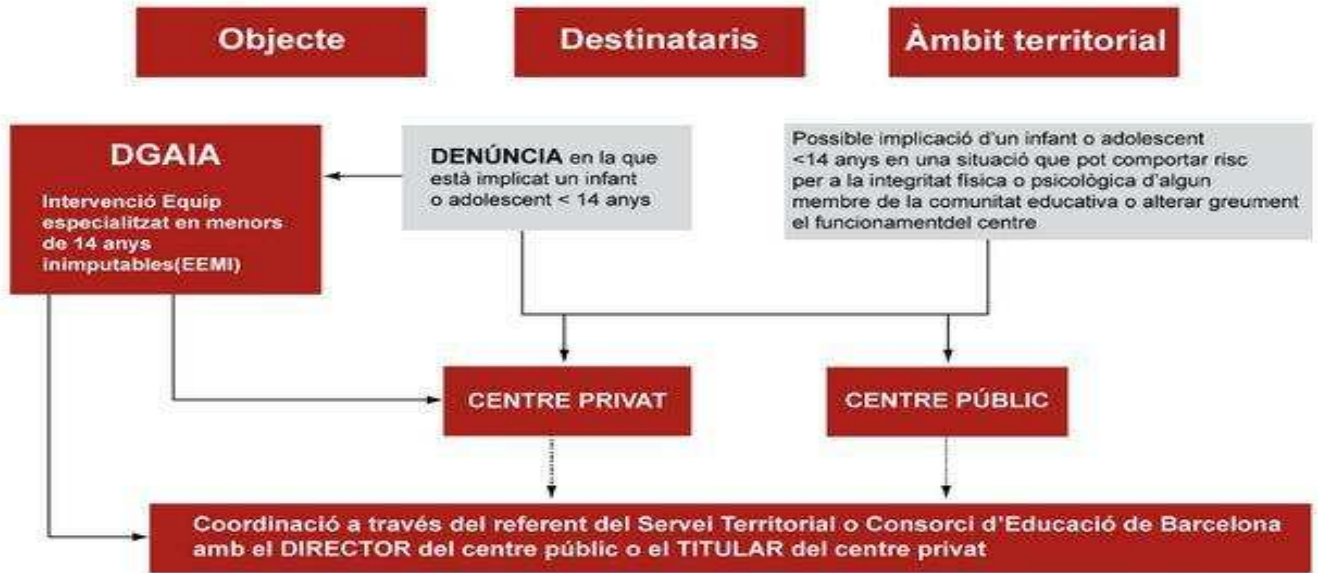 Objecte
Destinataris
Àmbit territorial
DGAIA
Intervenció Equip
especialitzat en menors
de 14 anys
inimputables(EEMI)
DENÚNCIA en la que
està implicat un infant
o adolescent < 14 anys
Possible implicació d'un infant o adolescent
<14 anys en una situació que pot comportar risc
per a la integritat física o psicològica d'algun
membre de la comunitat educativa o alterar greument
el funcionamentdel centre
CENTRE PRIVAT
CENTRE PÚBLIC
Coordinació a través del referent del Servei Territorial o Consorci d'Educació de Barcelona
amb el DIRECTOR del centre públic o el TITULAR del centre privat